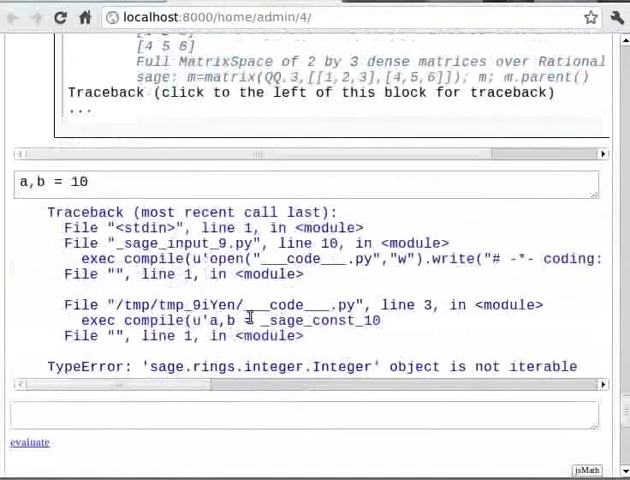 localhost:8000/home/admin/4/
[4 5 6]
Full MatrixSpace of 2 by 3 dense matrices over Rational
sage: m=matrix(QQ,3,[[1,2,3],[4,5,6]]); m; m.parent()
Traceback (click to the left of this block for traceback)
...
a,b = 10
Traceback (most recent call last):
File "<stdin>", line 1, in <module>
File "_sage_input_9.py", line 10, in <module>
exec compile(u'open("___code___.py","w").write("# -*- coding:
File "", line 1, in <module>
File "/tmp/tmp_9iYen/___code___.py", line 3, in <module>
exec compile(u'a,b = _sage_const_10
File "", line 1, in <module>
TypeError: 'sage.rings.integer.Integer' object is not iterable
evaluate
jsMath